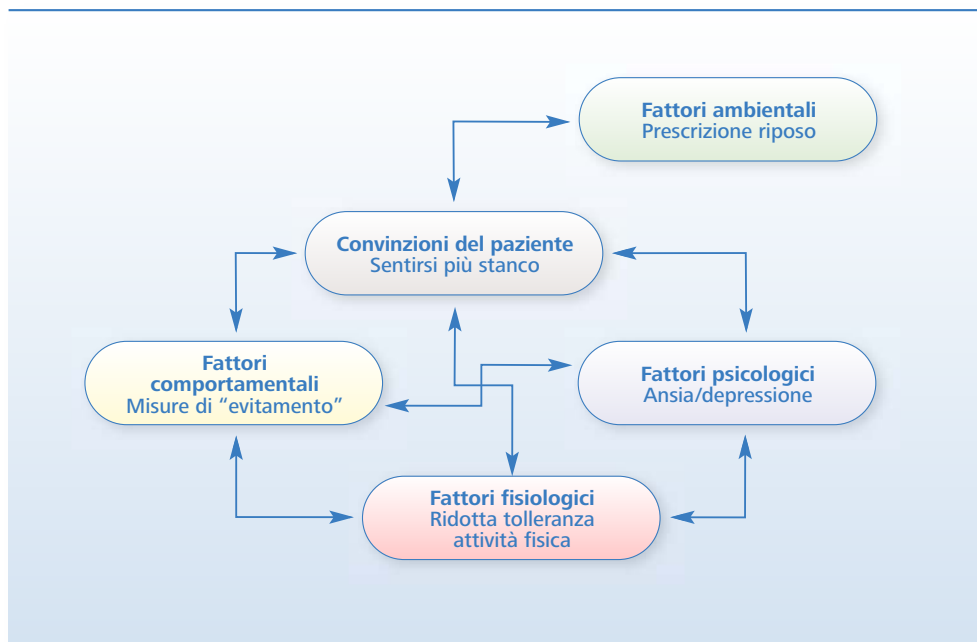 Fattori ambientali
Prescrizione riposo
Convinzioni del paziente
Sentirsi più stanco
Fattori
comportamentali
Misure di “evitamento”
Fattori psicologici
Ansia/depressione
Fattori fisiologici
Ridotta tolleranza
attività fisica